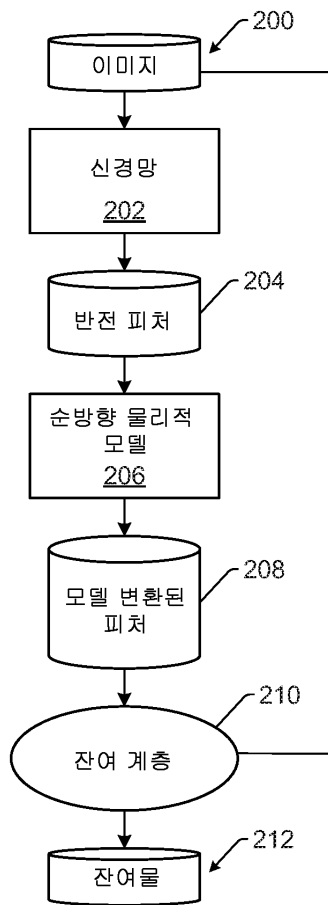 200
이미지
신경망
202
204
반전 피처
순방향 물리적
모델
206
208
모델 변환된
피처
210
잔여 계층
212
잔여물